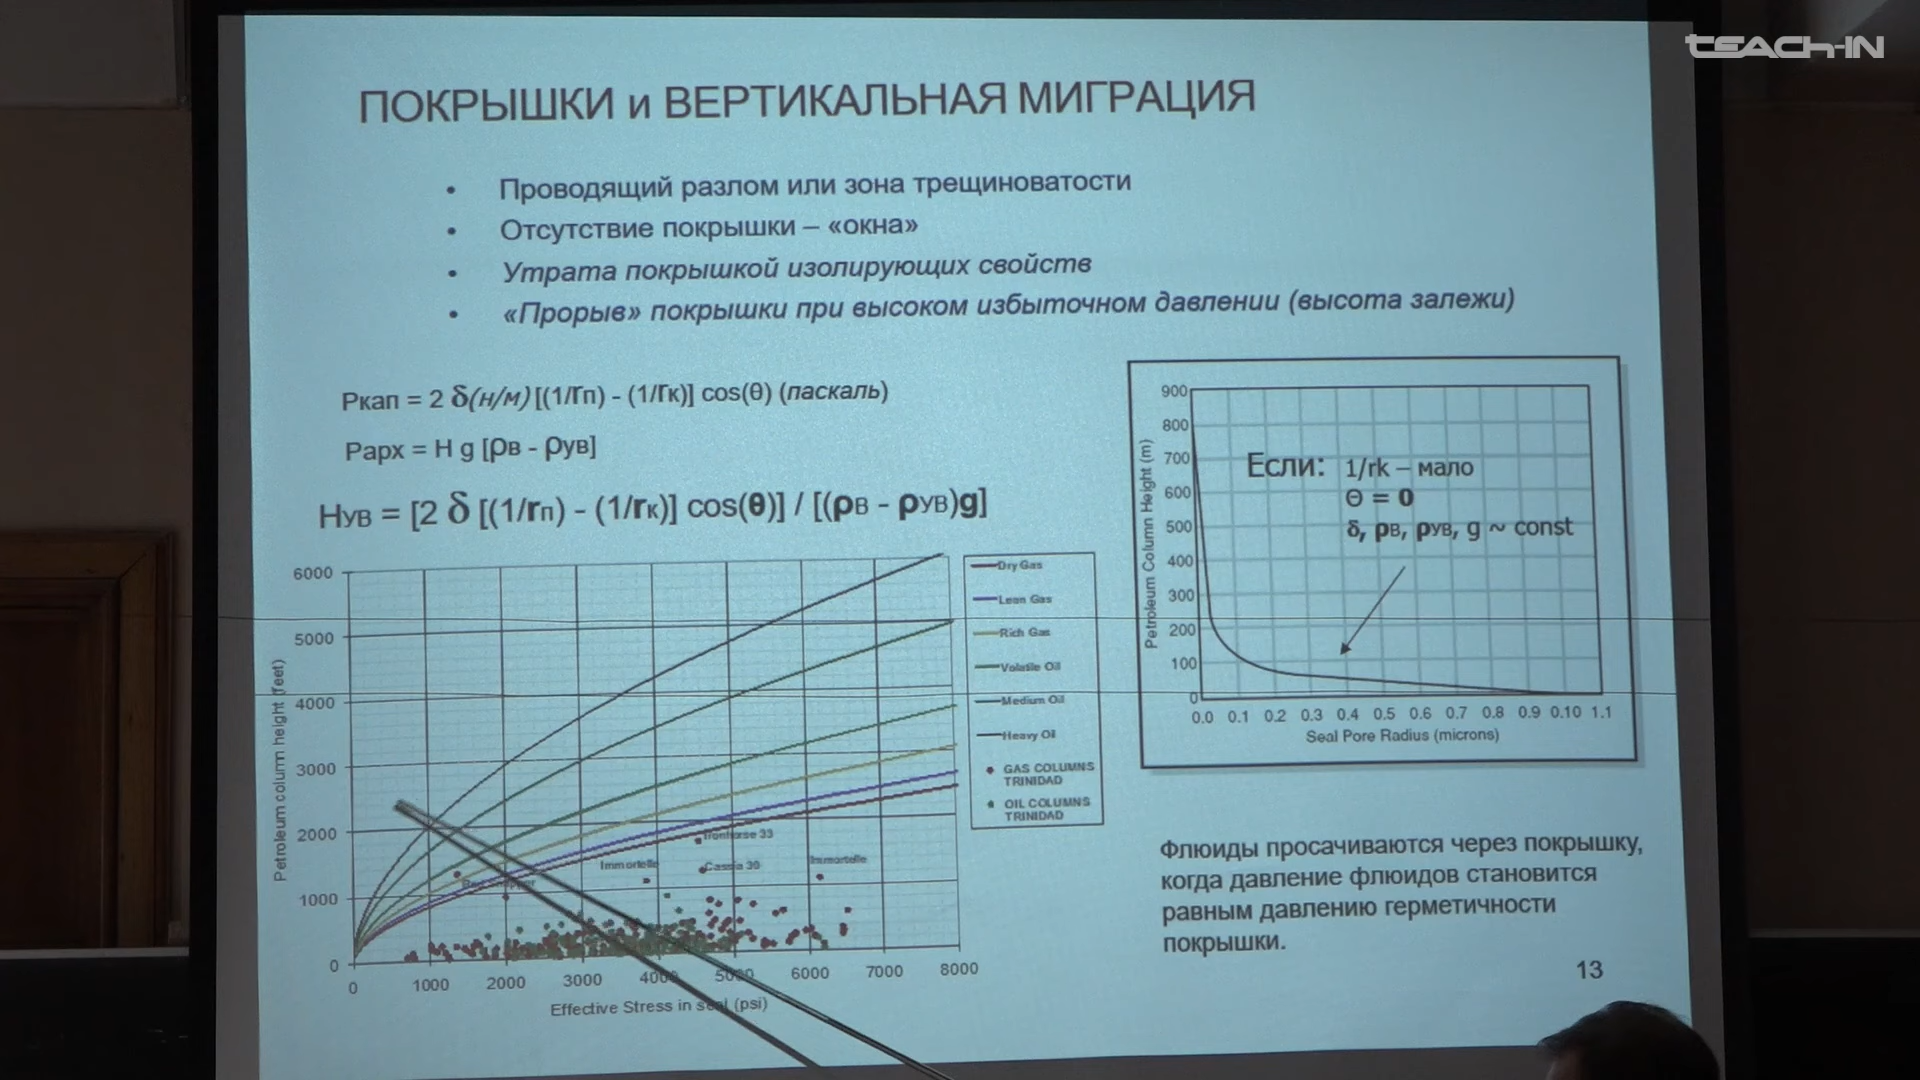 TEACH-IN
ПОКРЫШКИ и ВЕРТИКАЛЬНАЯ МИГРАЦИЯ
• Проводящий разлом или зона трещиноватости
• Отсутствие покрышки – «окна»
• Утрата покрышкой изолирующих свойств
• «Прорыв» покрышки при высоком избыточном давлении (высота залежи)
Pкап = 2 δ(н/м) [(1/rп) - (1/rк)] cos(θ) (паскаль)
Pарх = H g [ρв - ρув]
Hув = [2 δ [(1/rп) - (1/rк)] cos(θ)] / [(ρв - ρув)g]
6000
5000
4000
3000
2000
1000
0
Petroleum column height (feet)
0 1000 2000 3000 4000 5000 6000 7000 8000
Effective Stress in seal (psi)
Ironhorse 33
Immortelle
Cassia 30
Immortelle
Dry Gas
Lean Gas
Rich Gas
Volatile Oil
Medium Oil
Heavy Oil
GAS COLUMNS
TRINIDAD
OIL COLUMNS
TRINIDAD
900
800
700
600
500
400
300
200
100
0
Petroleum Column Height (m)
Если: 1/rk – мало
Θ = 0
δ, ρв, ρув, g ~ const
0.0 0.1 0.2 0.3 0.4 0.5 0.6 0.7 0.8 0.9 0.10 1.1
Seal Pore Radius (microns)
Флюиды просачиваются через покрышку,
когда давление флюидов становится
равным давлению герметичности
покрышки.
13